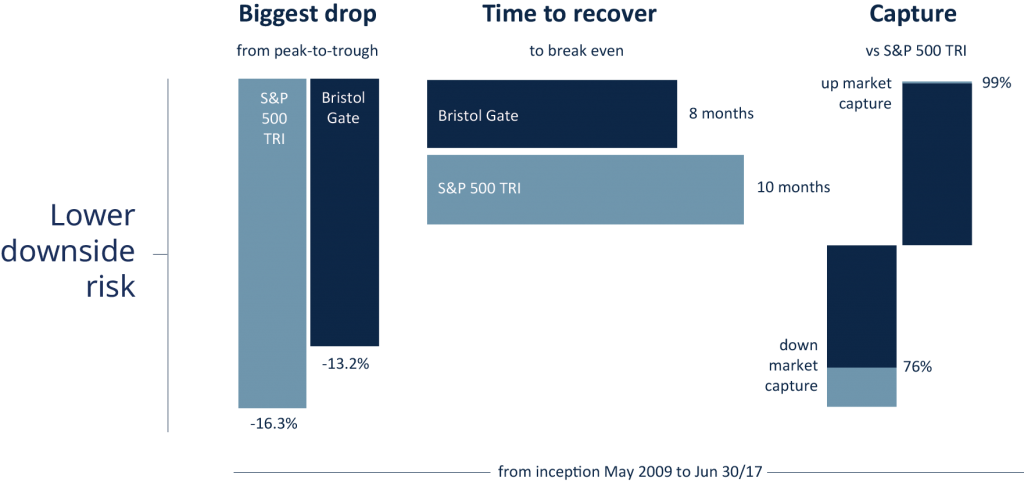 Biggest drop
from peak-to-trough
Time to recover
to break even
Capture
vs S&P 500 TRI
Lower
downside
risk
S&P
500
TRI
Bristol
Gate
-13.2%
-16.3%
Bristol Gate
8 months
S&P 500 TRI
10 months
up market
capture
99%
down
market
capture
76%
from inception May 2009 to Jun 30/17